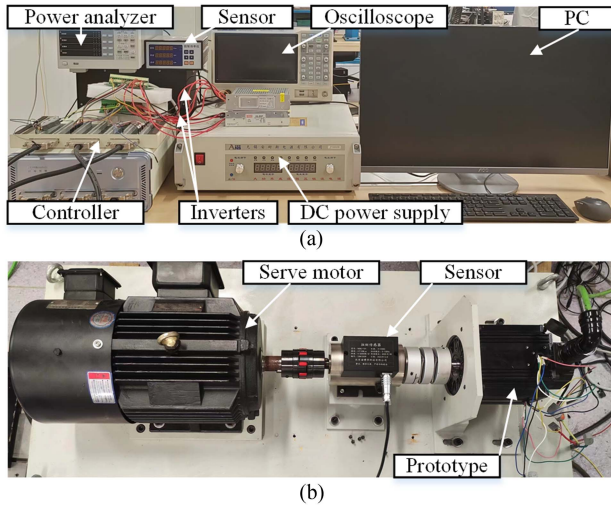 Power analyzer
Sensor
Oscilloscope
PC
Controller
Inverters
DC power supply
(a)
Serve motor
Sensor
Prototype
(b)